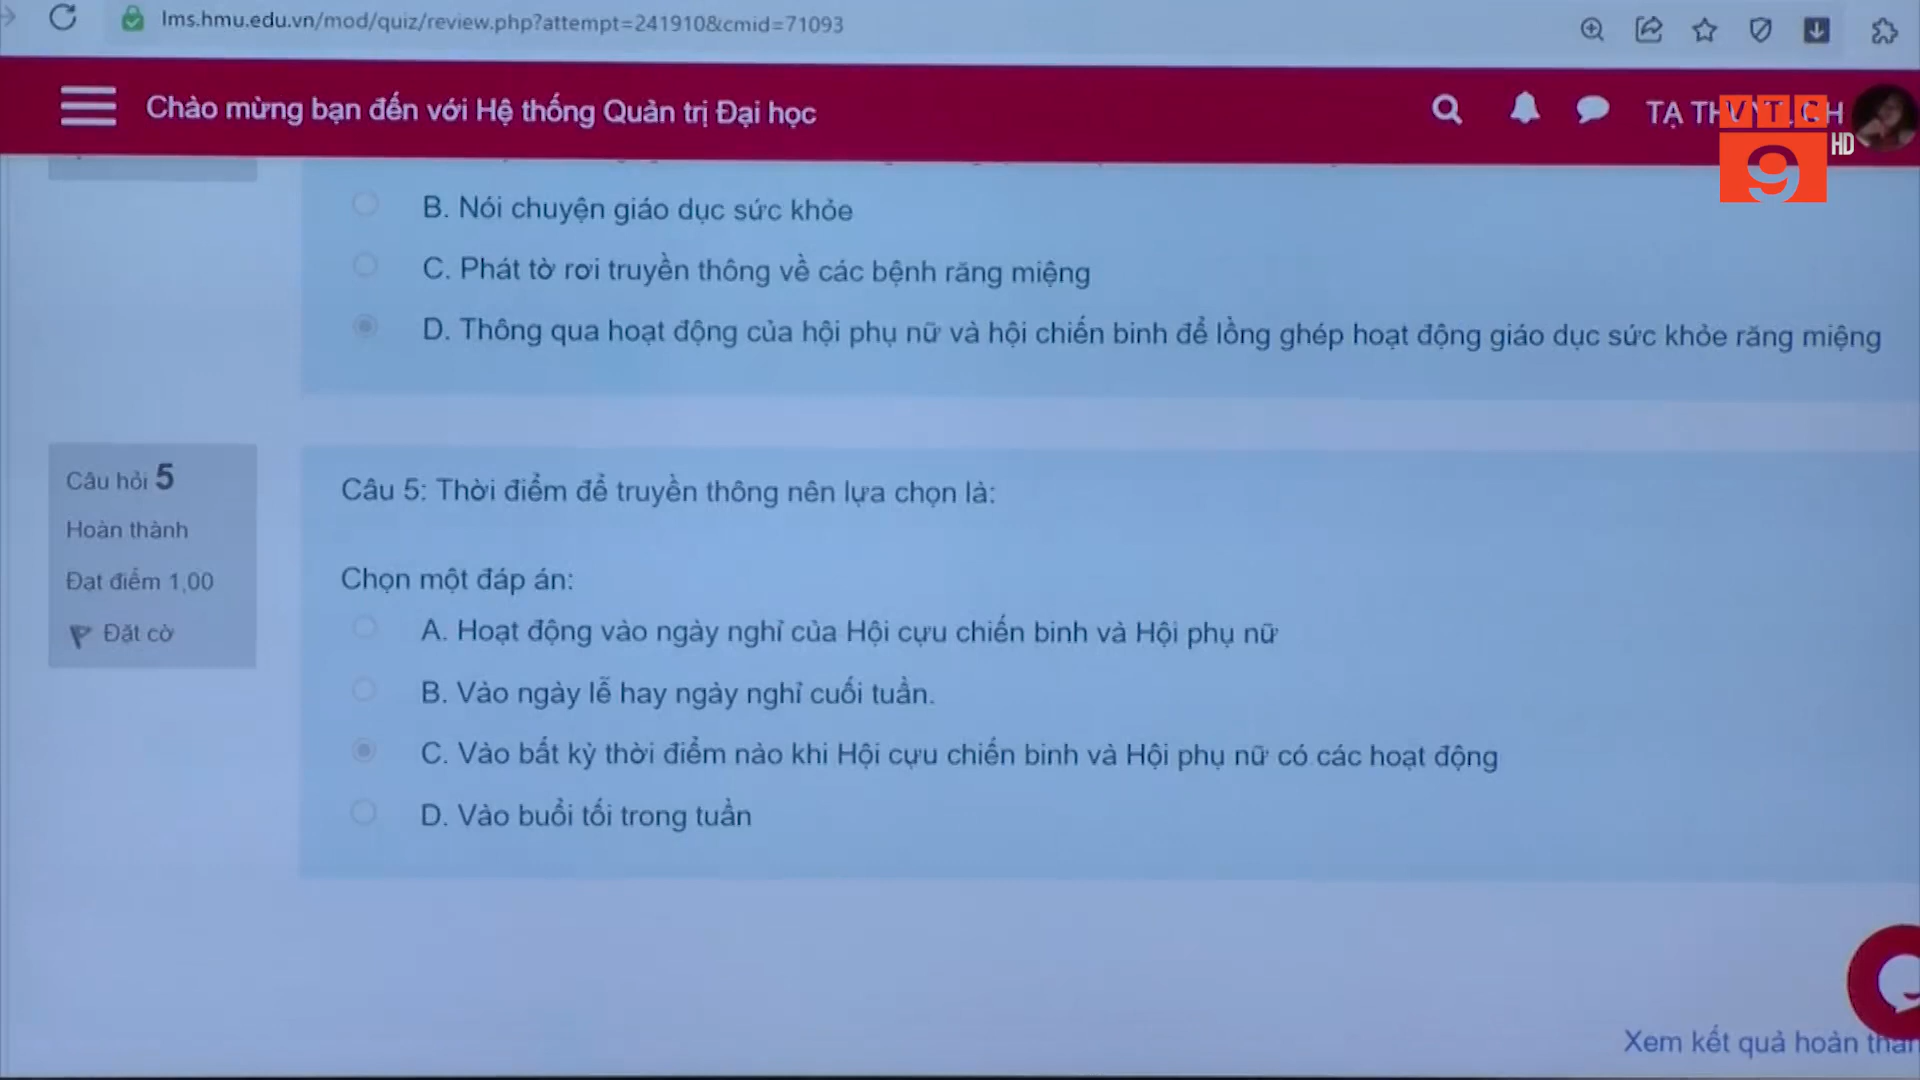 lms.hmu.edu.vn/mod/quiz/review.php?attempt=241910&cmid=71093
Chào mừng bạn đến với Hệ thống Quản trị Đại học
TẠ
VTC
HD
9
B. Nói chuyện giáo dục sức khỏe
C. Phát tờ rơi truyền thông về các bệnh răng miệng
D. Thông qua hoạt động của hội phụ nữ và hội chiến binh để lồng ghép hoạt động giáo dục sức khỏe răng miệng
Câu hỏi 5
Hoàn thành
Đạt điểm 1,00
Đặt cờ
Câu 5: Thời điểm để truyền thông nên lựa chọn là:
Chọn một đáp án:
A. Hoạt động vào ngày nghỉ của Hội cựu chiến binh và Hội phụ nữ
B. Vào ngày lễ hay ngày nghỉ cuối tuần.
C. Vào bất kỳ thời điểm nào khi Hội cựu chiến binh và Hội phụ nữ có các hoạt động
D. Vào buổi tối trong tuần
Xem kết quả hoàn